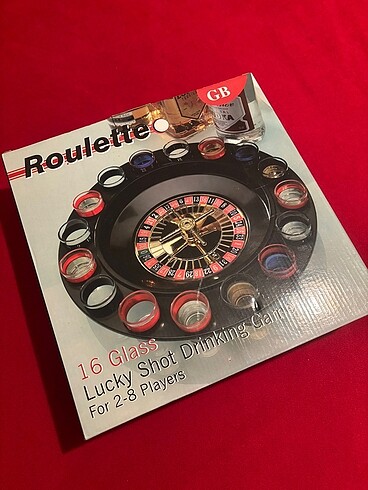 GB
Roulette
16 Glass
Lucky Shot Drinking Game
For 2-8 Players